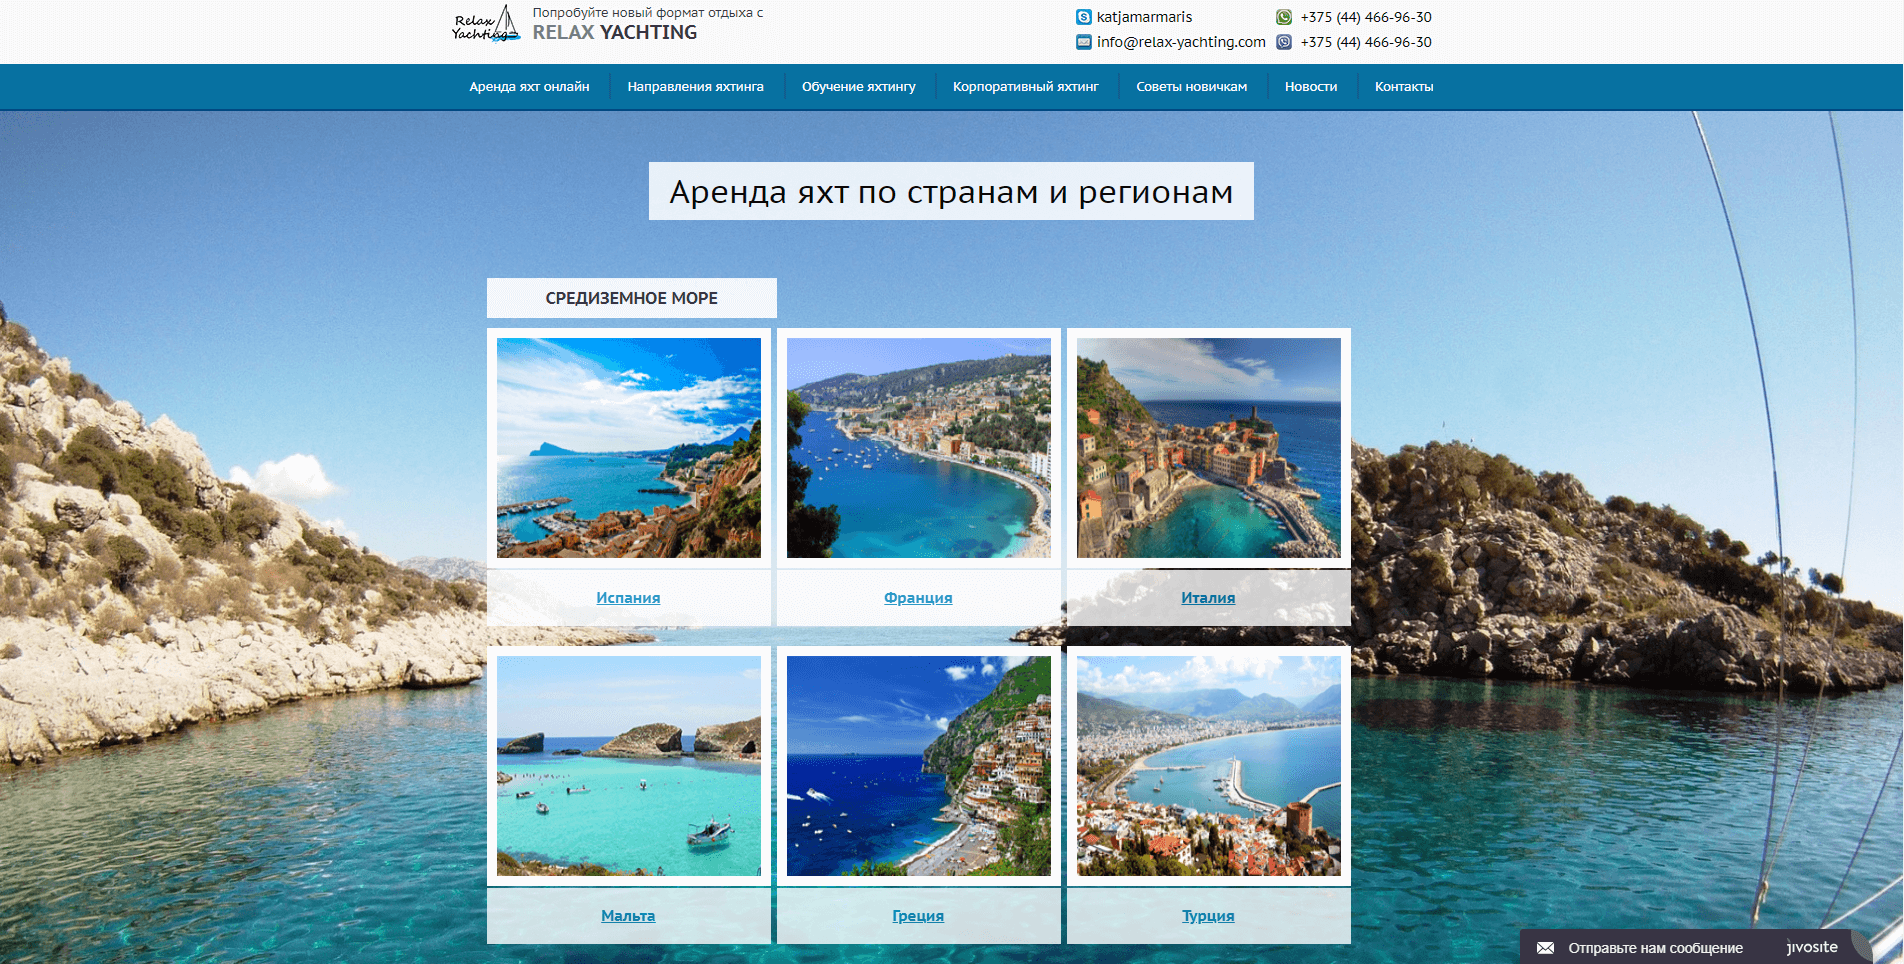 Relax
Yachting
Попробуйте новый формат отдыха с
RELAX YACHTING
katjamarmaris
+375 (44) 466-96-30
info@relax-yachting.com
+375 (44) 466-96-30
Аренда яхт онлайн
Направления яхтинга
Обучение яхтингу
Корпоративный яхтинг
Советы новичкам
Новости
Контакты
Аренда яхт по странам и регионам
СРЕДИЗЕМНОЕ МОРЕ
Испания
Франция
Италия
Мальта
Греция
Турция
Отправьте нам сообщение
jivosite